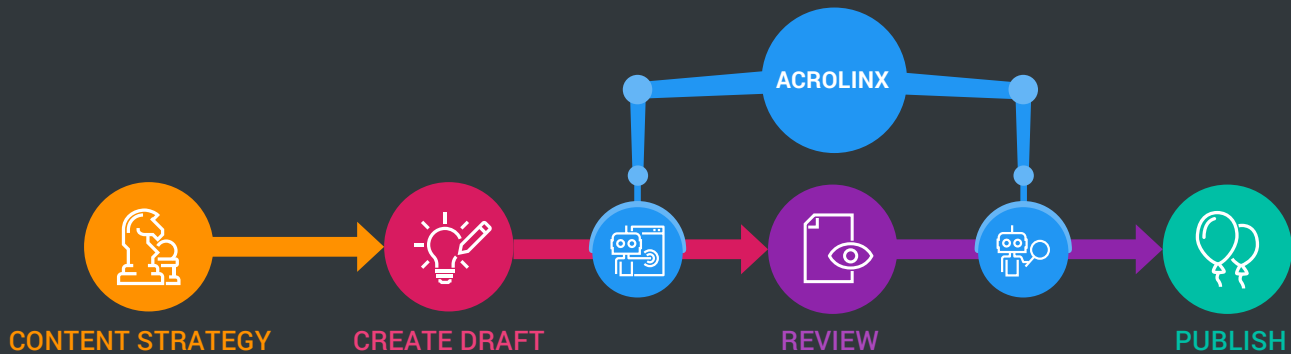 ACROLINX
CONTENT STRATEGY
CREATE DRAFT
REVIEW
PUBLISH